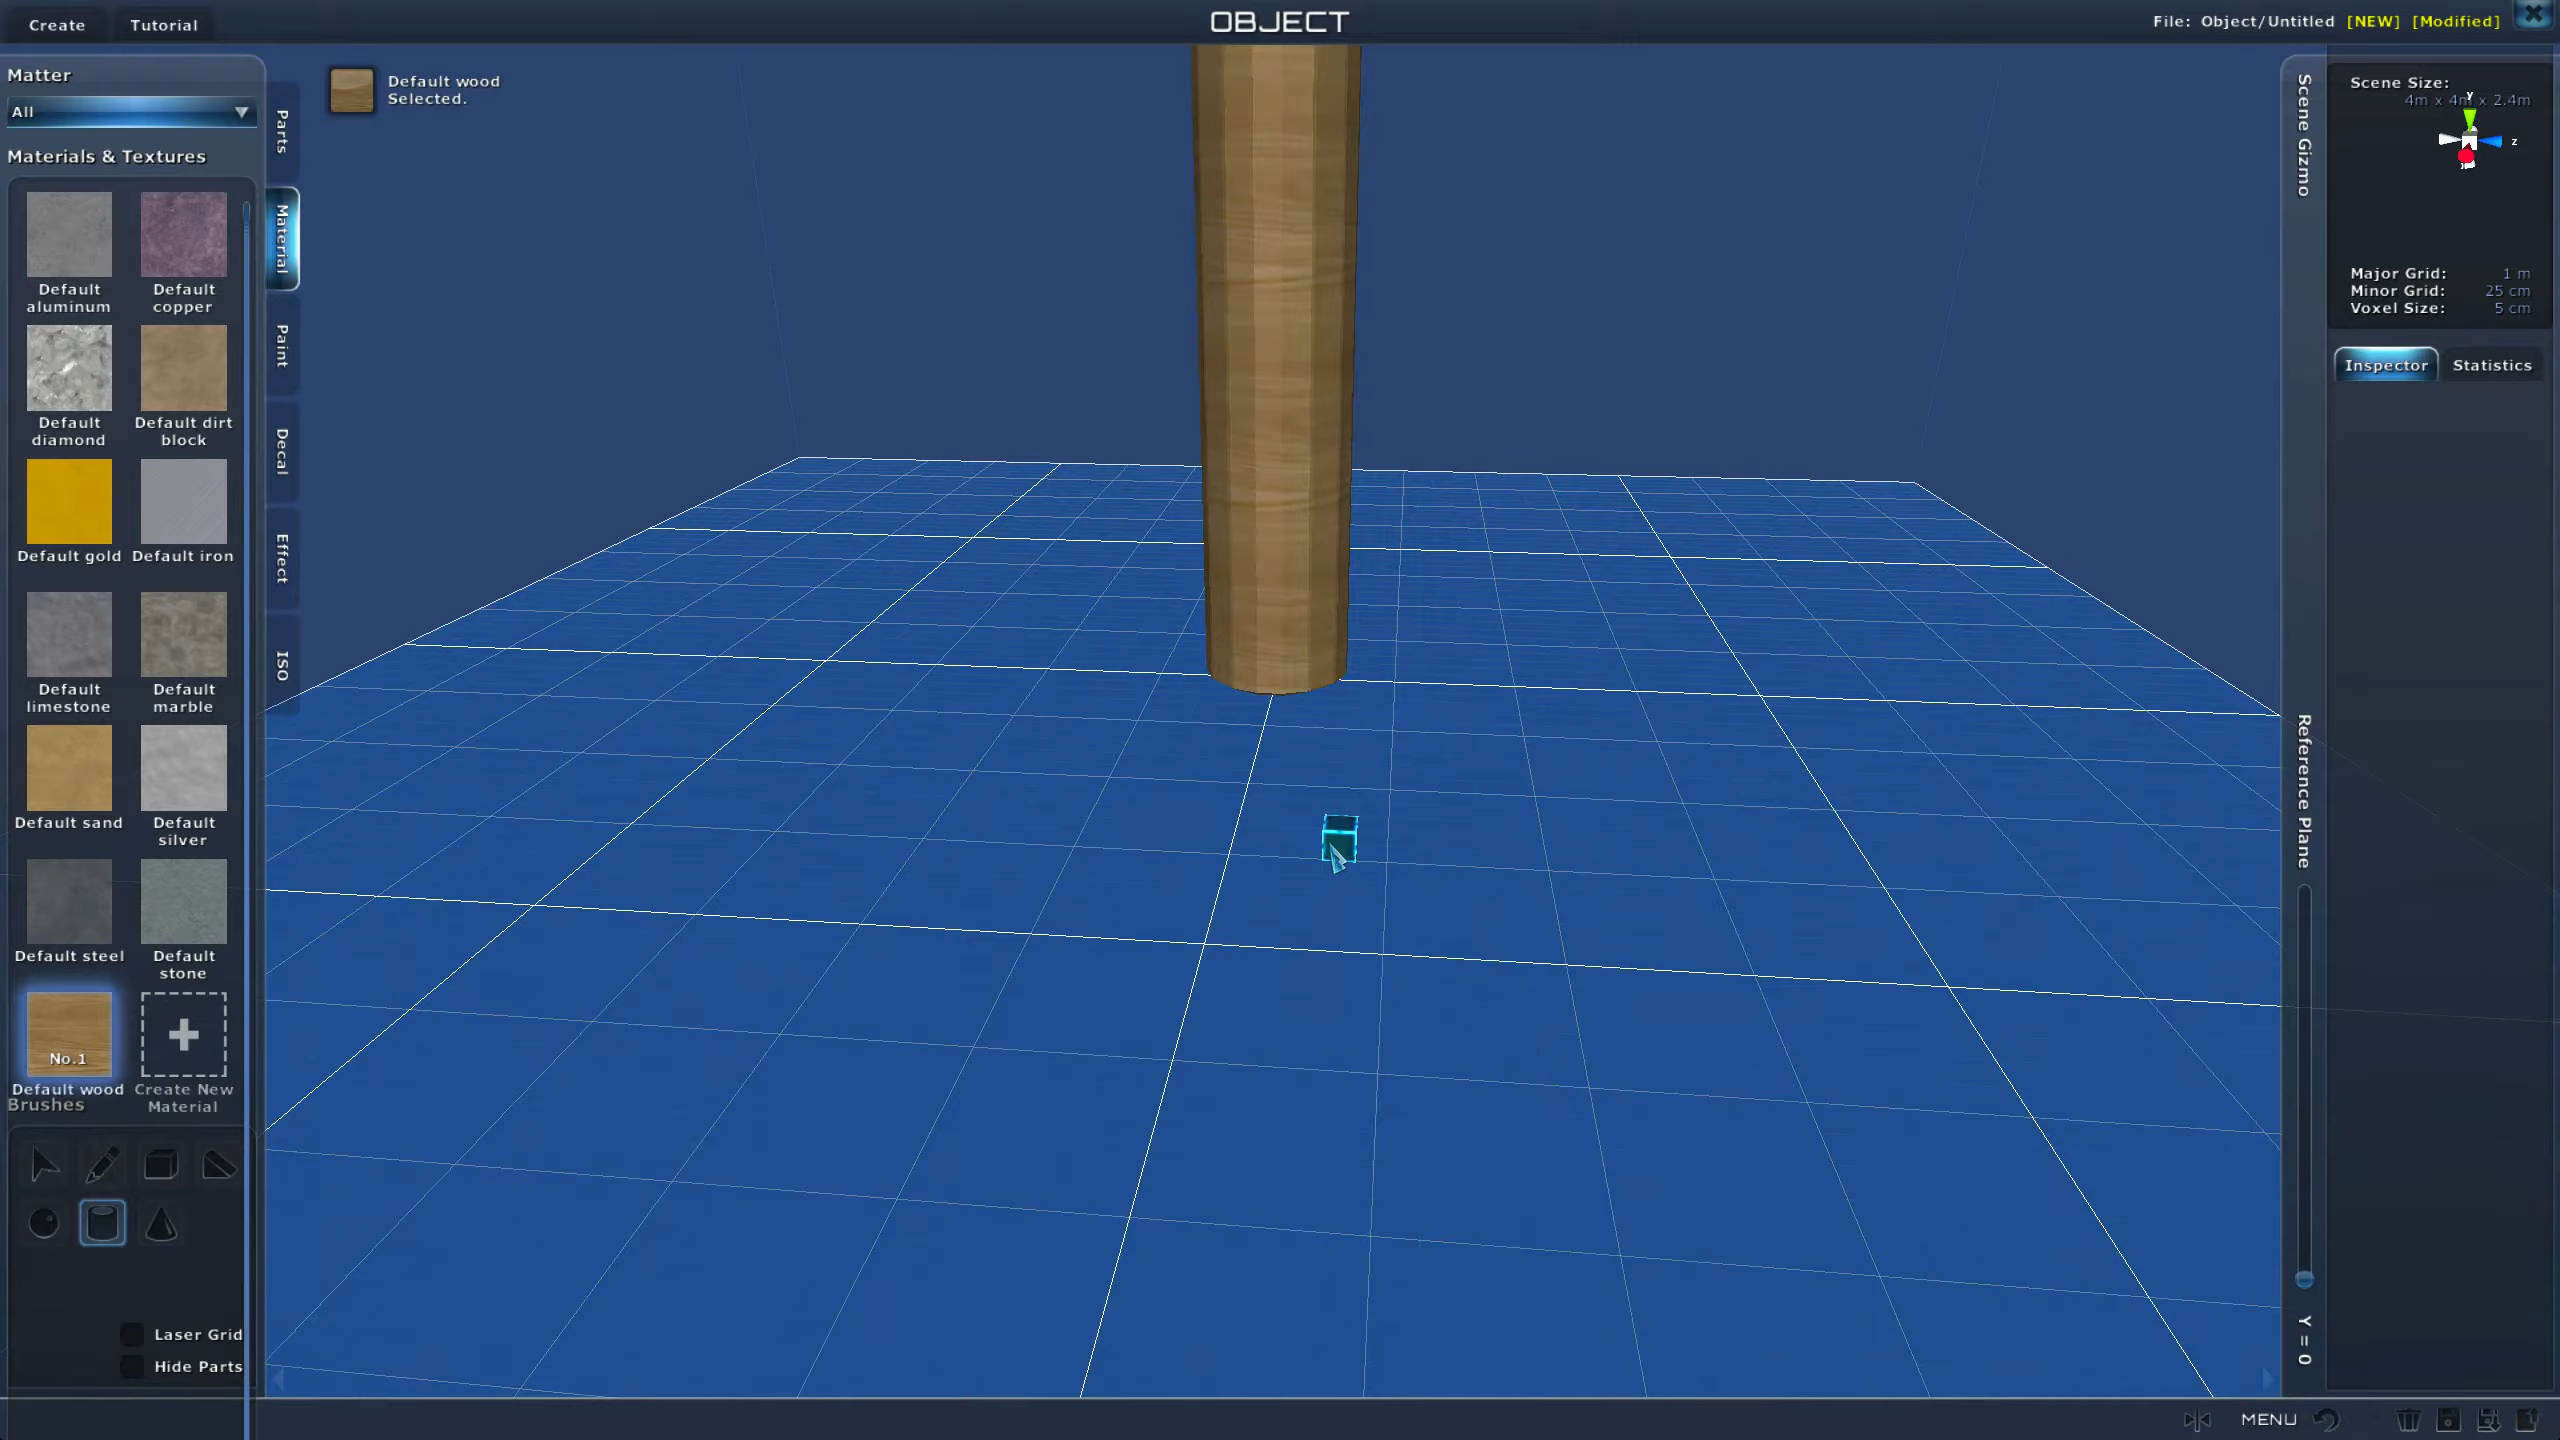 Create
Tutorial
OBJECT
File: Object/Untitled [NEW] [Modified]
Matter
All
Materials & Textures
Default aluminum
Default copper
Default diamond
Default dirt block
Default gold
Default iron
Default limestone
Default marble
Default sand
Default silver
Default steel
Default stone
No.1
Default wood
Create New Material
Brushes
Laser Grid
Hide Parts
Parts
Material
Paint
Decal
Effect
ISO
Default wood
Selected.
Scene Gizmo
Scene Size:
4m x 4m x 2.4m
Y
Z
Major Grid: 1 m
Minor Grid: 25 cm
Voxel Size: 5 cm
Inspector
Statistics
Reference Plane
Y = 0
MENU